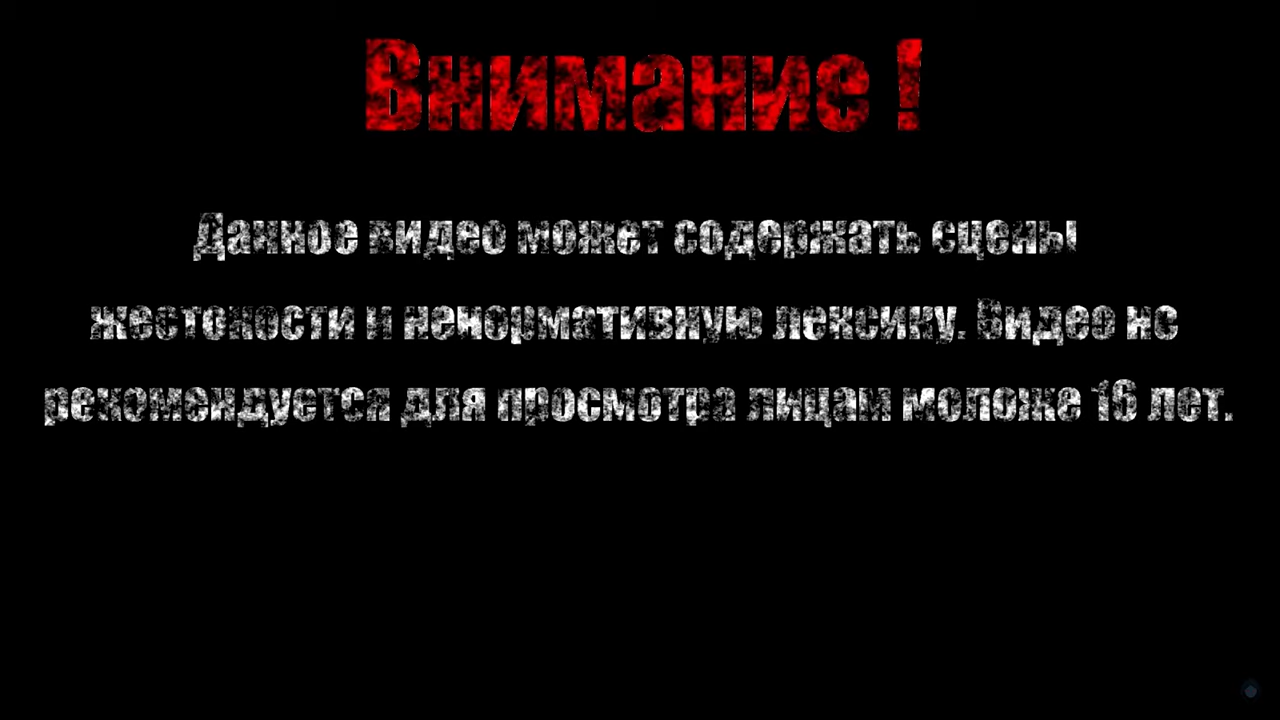 Внимание !
Данное видео может содержать сцены
жестокости и ненормативную лексику. Видео не
рекомендуется для просмотра лицам моложе 16 лет.